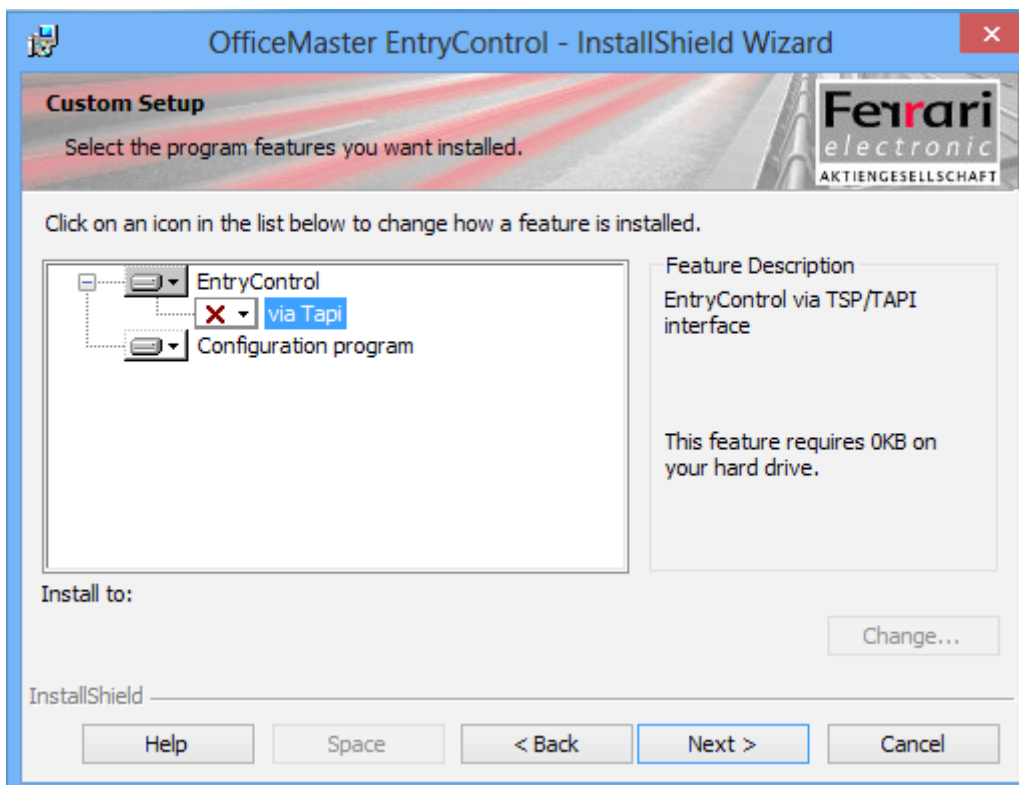 OfficeMaster EntryControl - InstallShield Wizard
Custom Setup
Select the program features you want installed.
Ferrari
electronic
AKTIENGESELLSCHAFT
Click on an icon in the list below to change how a feature is installed.
EntryControl
via Tapi
Configuration program
Feature Description
EntryControl via TSP/TAPI
interface
This feature requires 0KB on
your hard drive.
Install to:
Change...
InstallShield
Help
Space
< Back
Next >
Cancel